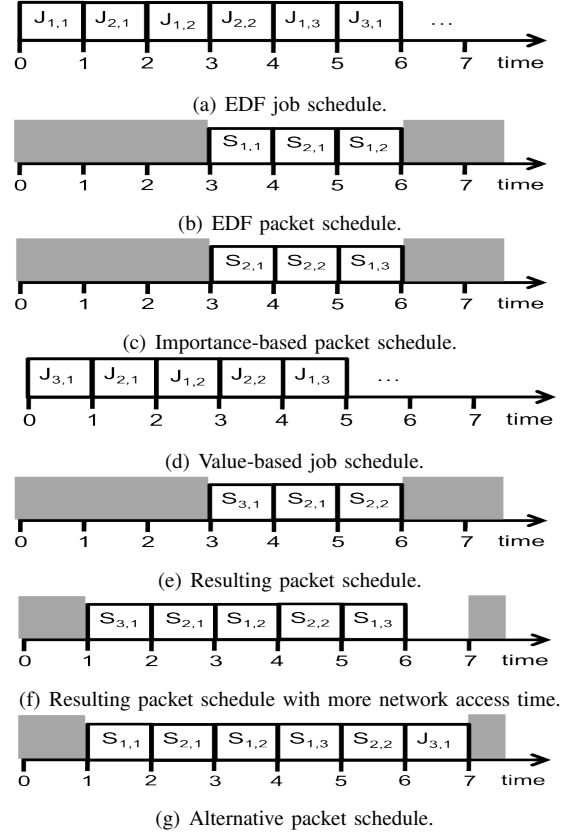 J1,1 J2,1 J1,2 J2,2 J1,3 J3,1 ...
0 1 2 3 4 5 6 7 time
(a) EDF job schedule.
S1,1 S2,1 S1,2
0 1 2 3 4 5 6 7 time
(b) EDF packet schedule.
S2,1 S2,2 S1,3
0 1 2 3 4 5 6 7 time
(c) Importance-based packet schedule.
J3,1 J2,1 J1,2 J2,2 J1,3 ...
0 1 2 3 4 5 6 7 time
(d) Value-based job schedule.
S3,1 S2,1 S2,2
0 1 2 3 4 5 6 7 time
(e) Resulting packet schedule.
S3,1 S2,1 S1,2 S2,2 S1,3
0 1 2 3 4 5 6 7 time
(f) Resulting packet schedule with more network access time.
S1,1 S2,1 S1,2 S1,3 S2,2 J3,1
0 1 2 3 4 5 6 7 time
(g) Alternative packet schedule.